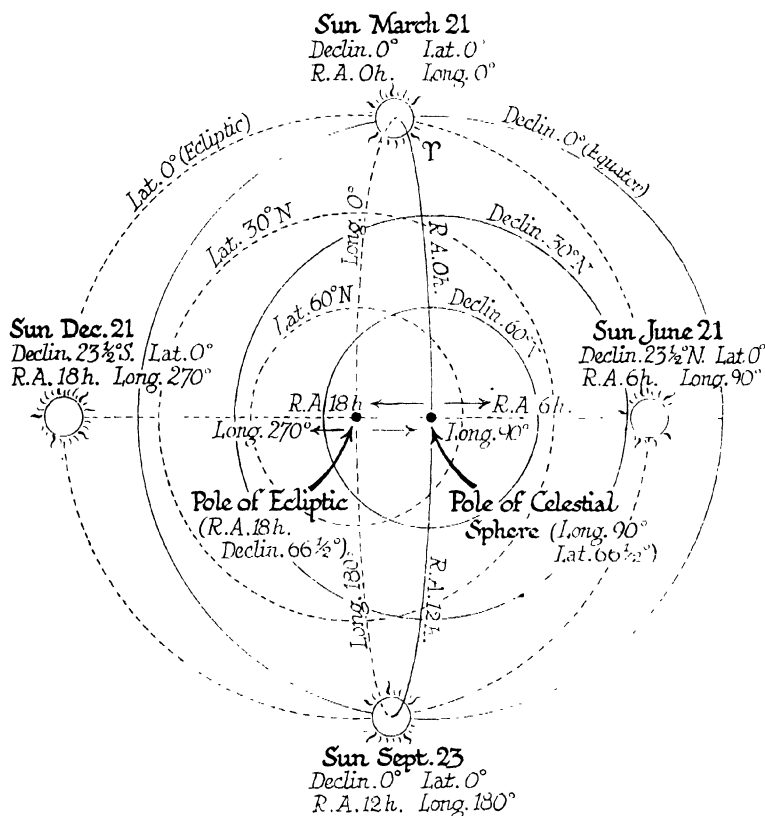 Sun March 21
Declin. 0° Lat. 0°
R.A. 0h. Long. 0°
♈
Lat. 0° (Ecliptic)
Declin. 0° (Equator)
Lat. 30° N
Long. 0°
R.A. 0h.
Declin. 30° N
Lat. 60° N
Declin. 60° N
Sun Dec. 21
Declin. 23½° S. Lat. 0°
R.A. 18h. Long. 270°
Sun June 21
Declin. 23½° N. Lat. 0°
R.A. 6h. Long. 90°
R.A. 18h
R.A. 6h.
Long. 270°
Long. 90°
Pole of Ecliptic
(R.A. 18h.
Declin. 66½°)
Pole of Celestial
Sphere (Long. 90°
Lat. 66½°)
Long. 180°
R.A. 12h.
Sun Sept. 23
Declin. 0° Lat. 0°
R.A. 12h. Long. 180°